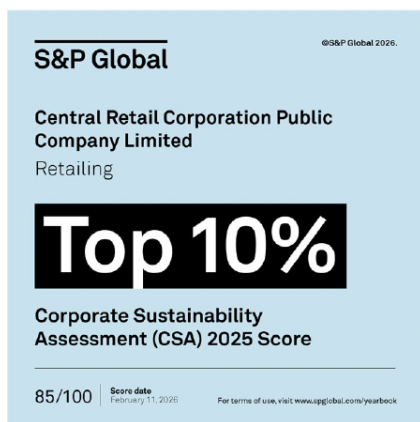 S&P Global
©S&P Global 2026.
Central Retail Corporation Public
Company Limited
Retailing
Top 10%
Corporate Sustainability
Assessment (CSA) 2025 Score
85/100
Score date
February 11, 2026
For terms of use, visit www.spglobal.com/yearbook